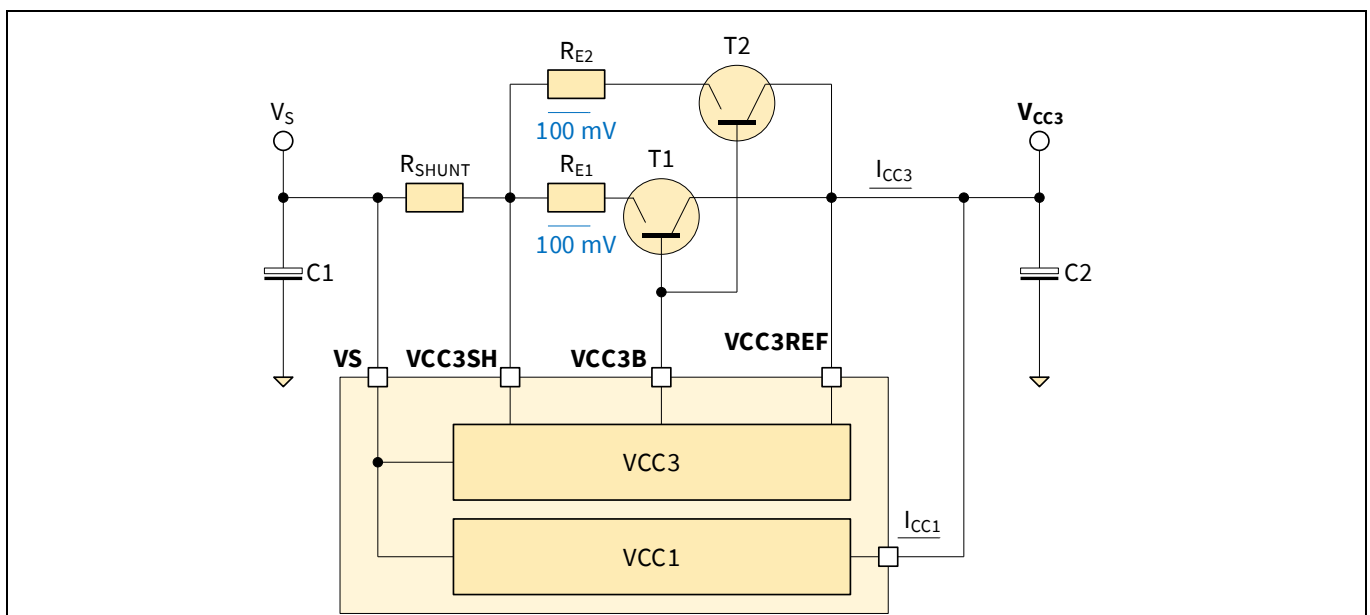 T2
R_E2
V_S
V_CC3
100 mV
T1
R_SHUNT
R_E1
I_CC3
100 mV
C1
C2
VS
VCC3SH
VCC3B
VCC3REF
VCC3
I_CC1
VCC1